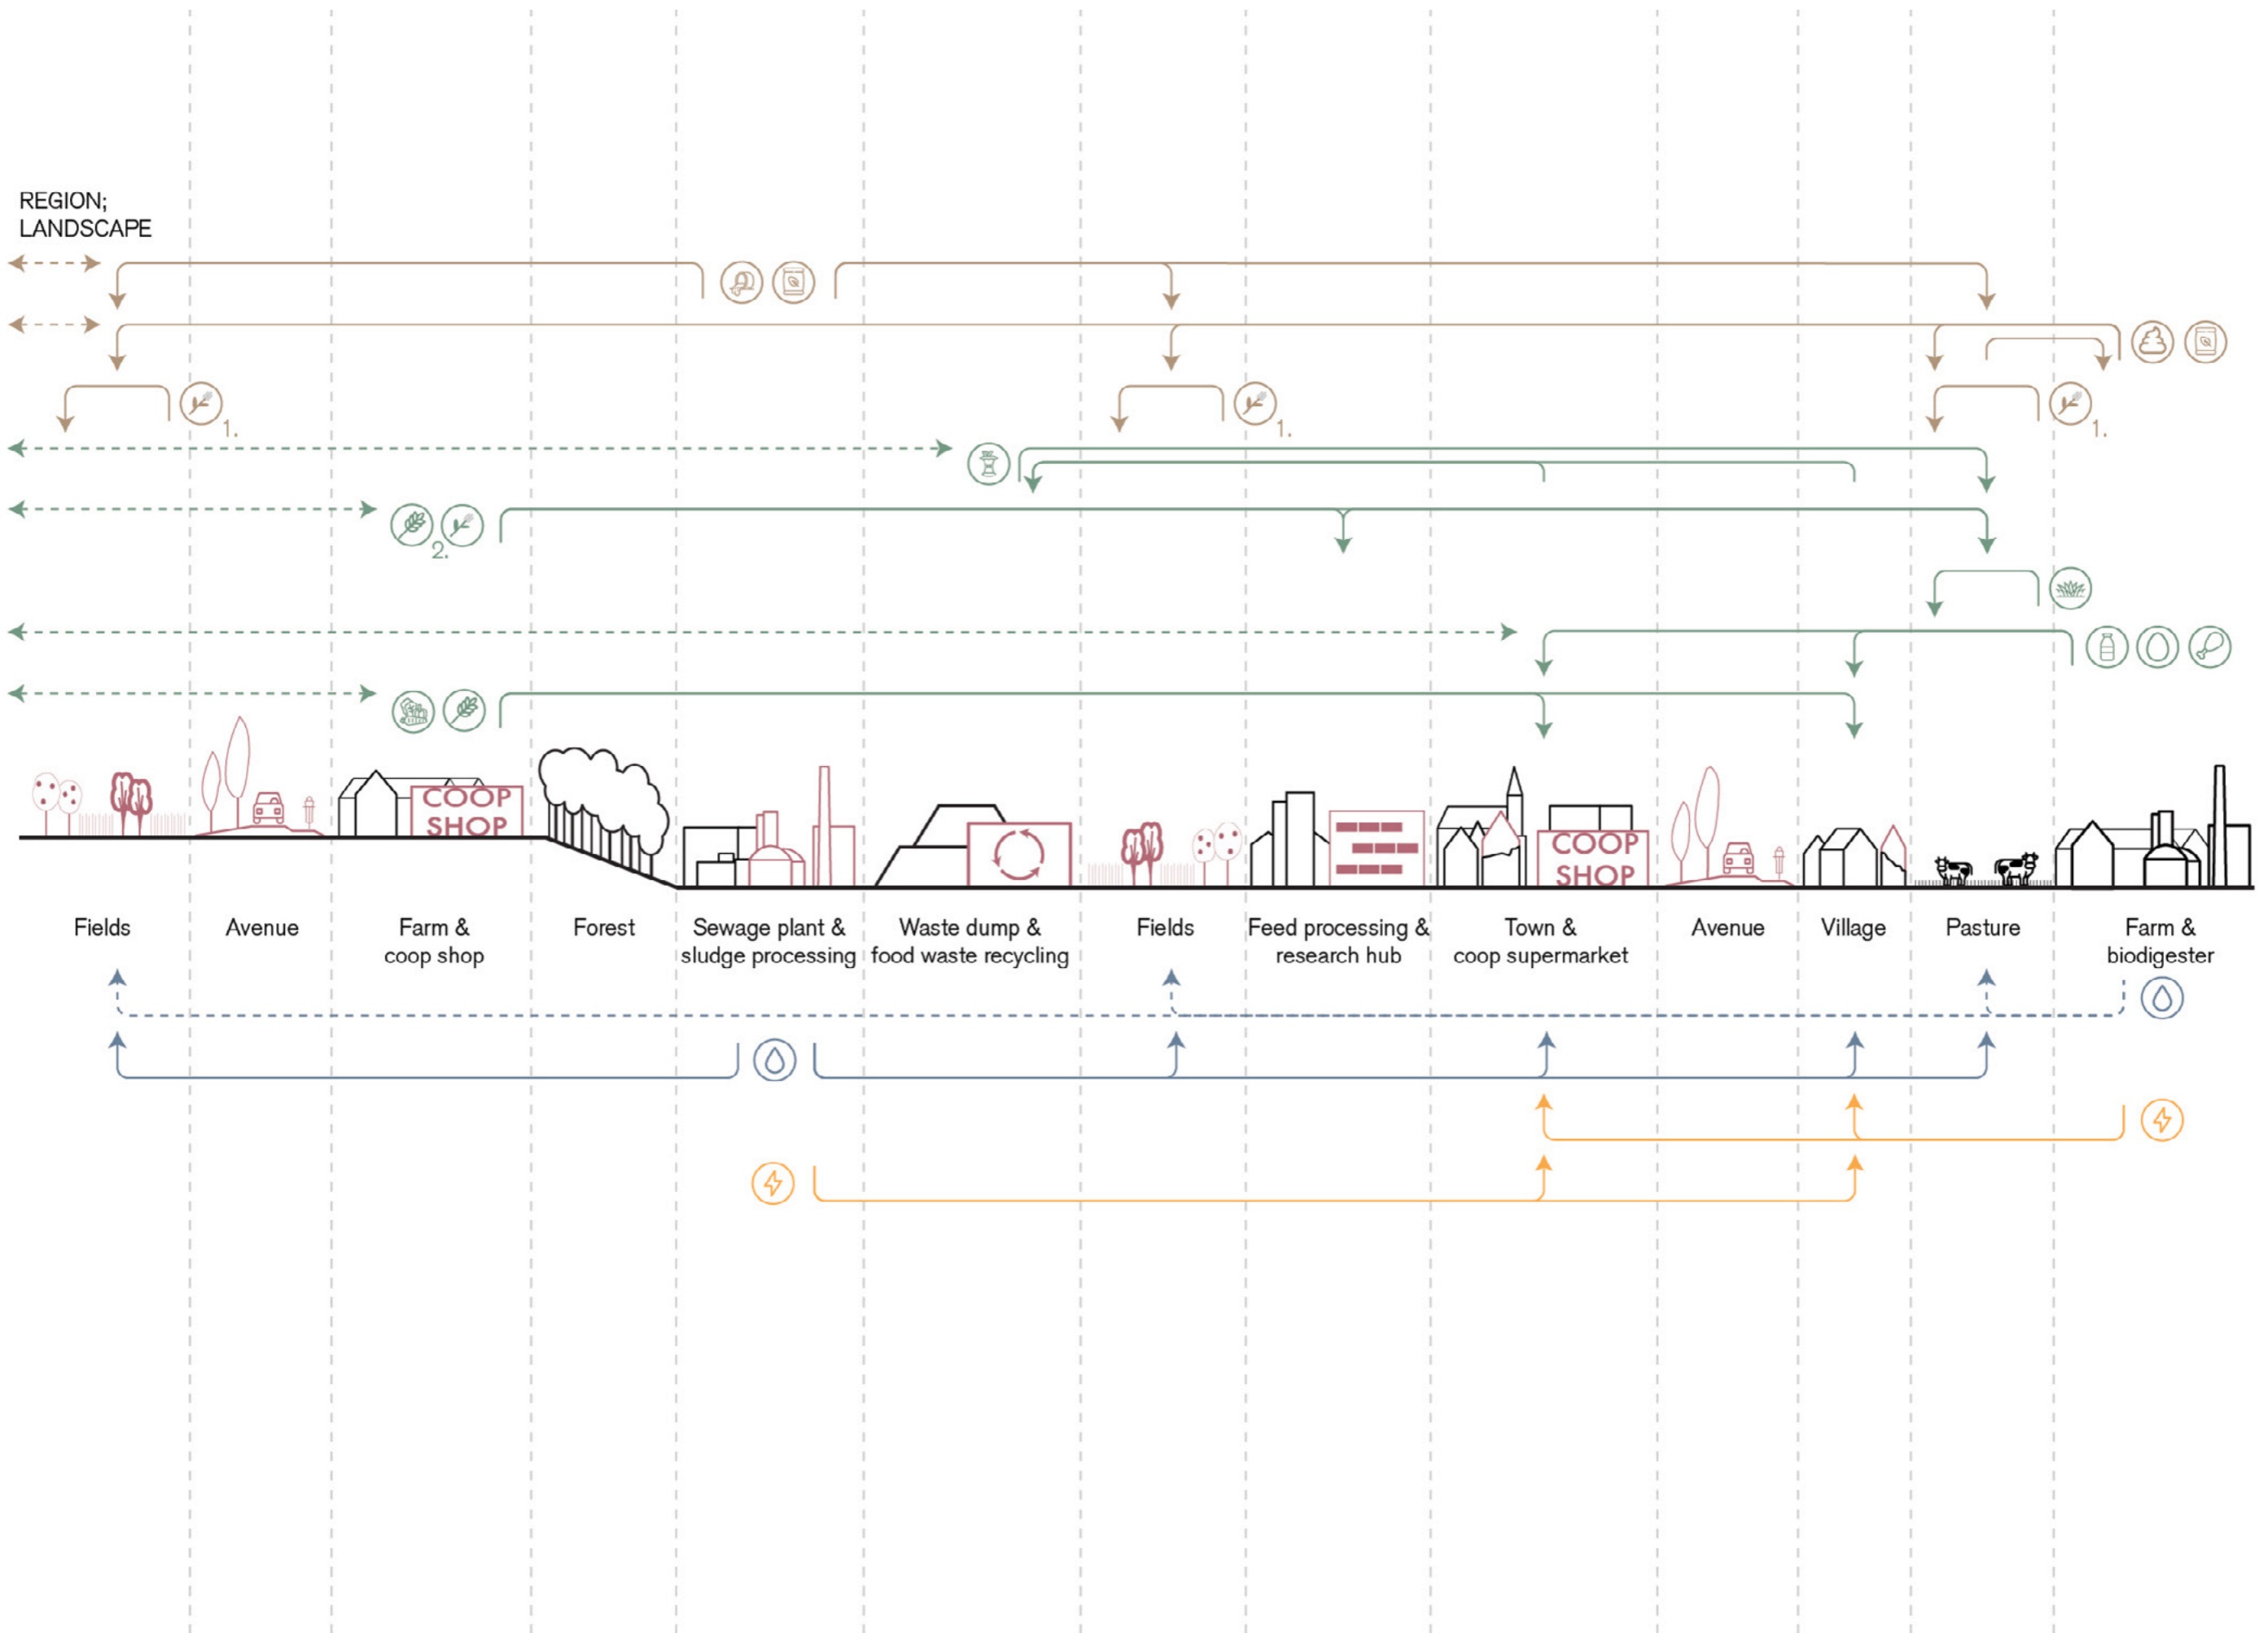 REGION;
LANDSCAPE
1.
1.
1.
2.
COOP
SHOP
COOP
SHOP
Fields
Avenue
Farm &
coop shop
Forest
Sewage plant &
sludge processing
Waste dump &
food waste recycling
Fields
Feed processing &
research hub
Town &
coop supermarket
Avenue
Village
Pasture
Farm &
biodigester